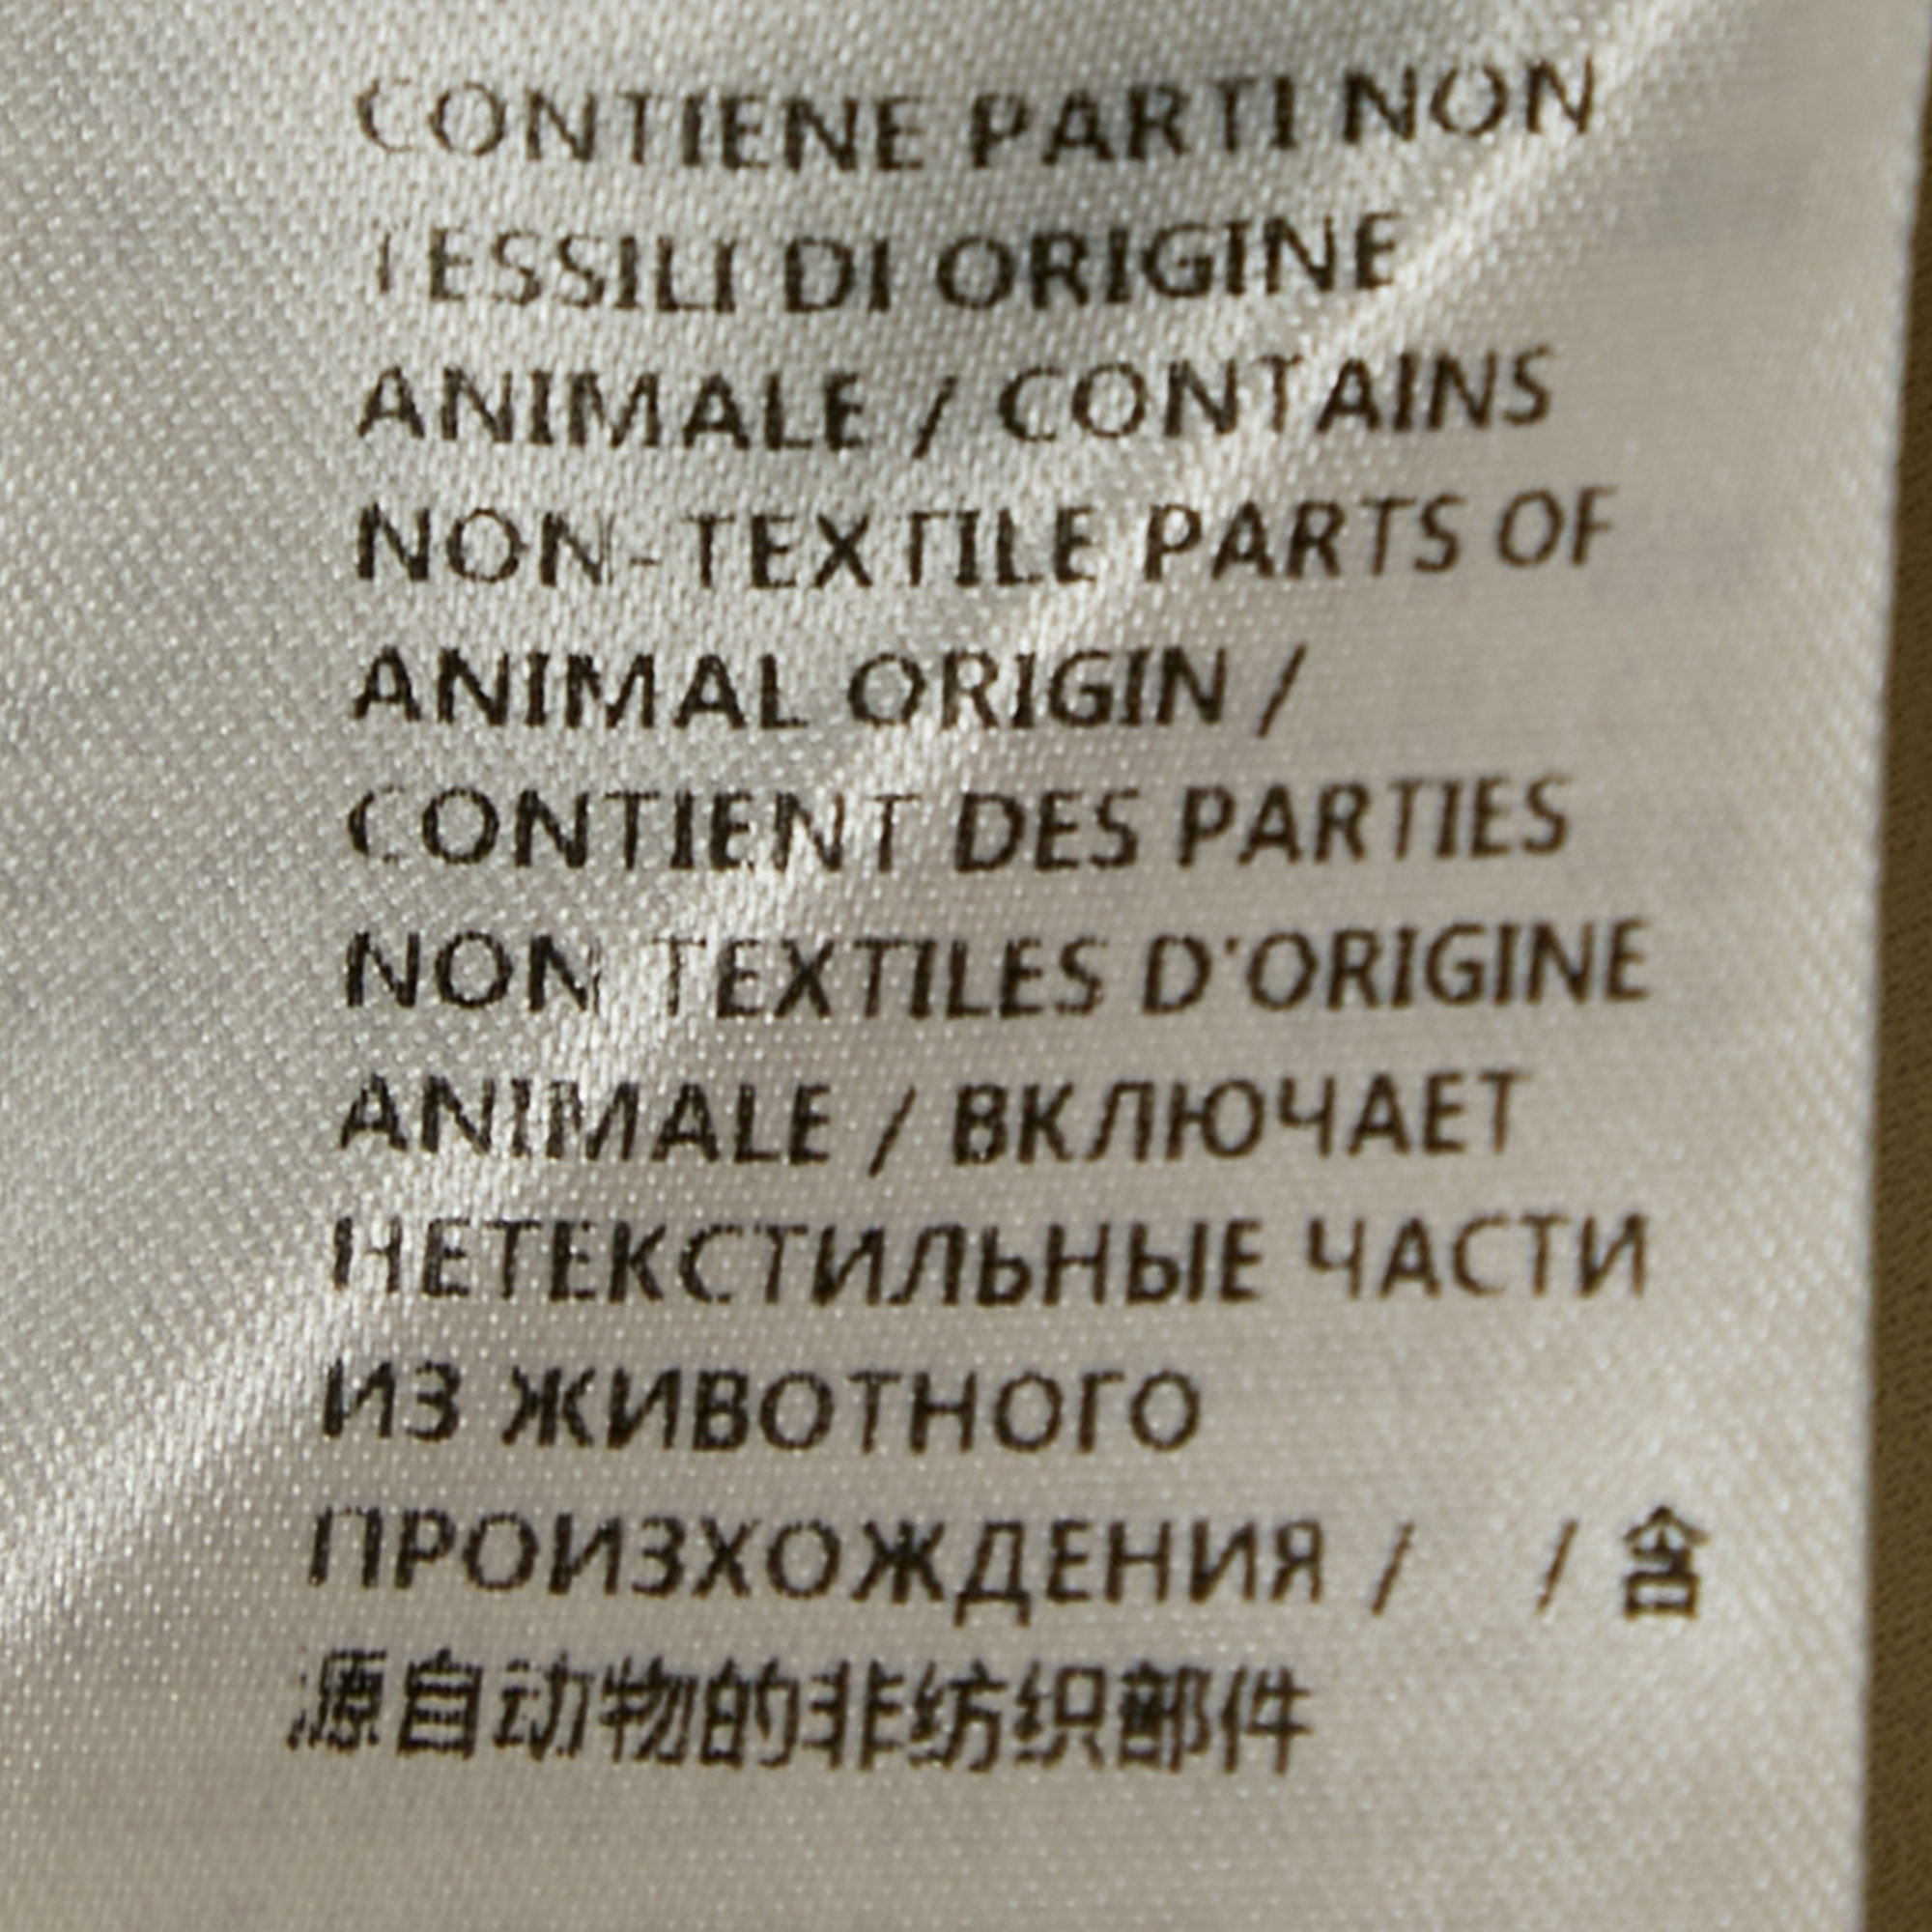 CONTIENE PARTI NON
TESSILI DI ORIGINE
ANIMALE / CONTAINS
NON-TEXTILE PARTS OF
ANIMAL ORIGIN /
CONTIENT DES PARTIES
NON TEXTILES D'ORIGINE
ANIMALE / ВКЛЮЧАЕТ
НЕТЕКСТИЛЬНЫЕ ЧАСТИ
ИЗ ЖИВОТНОГО
ПРОИЗХОЖДЕНИЯ / / 含
源自动物的非纺织部件